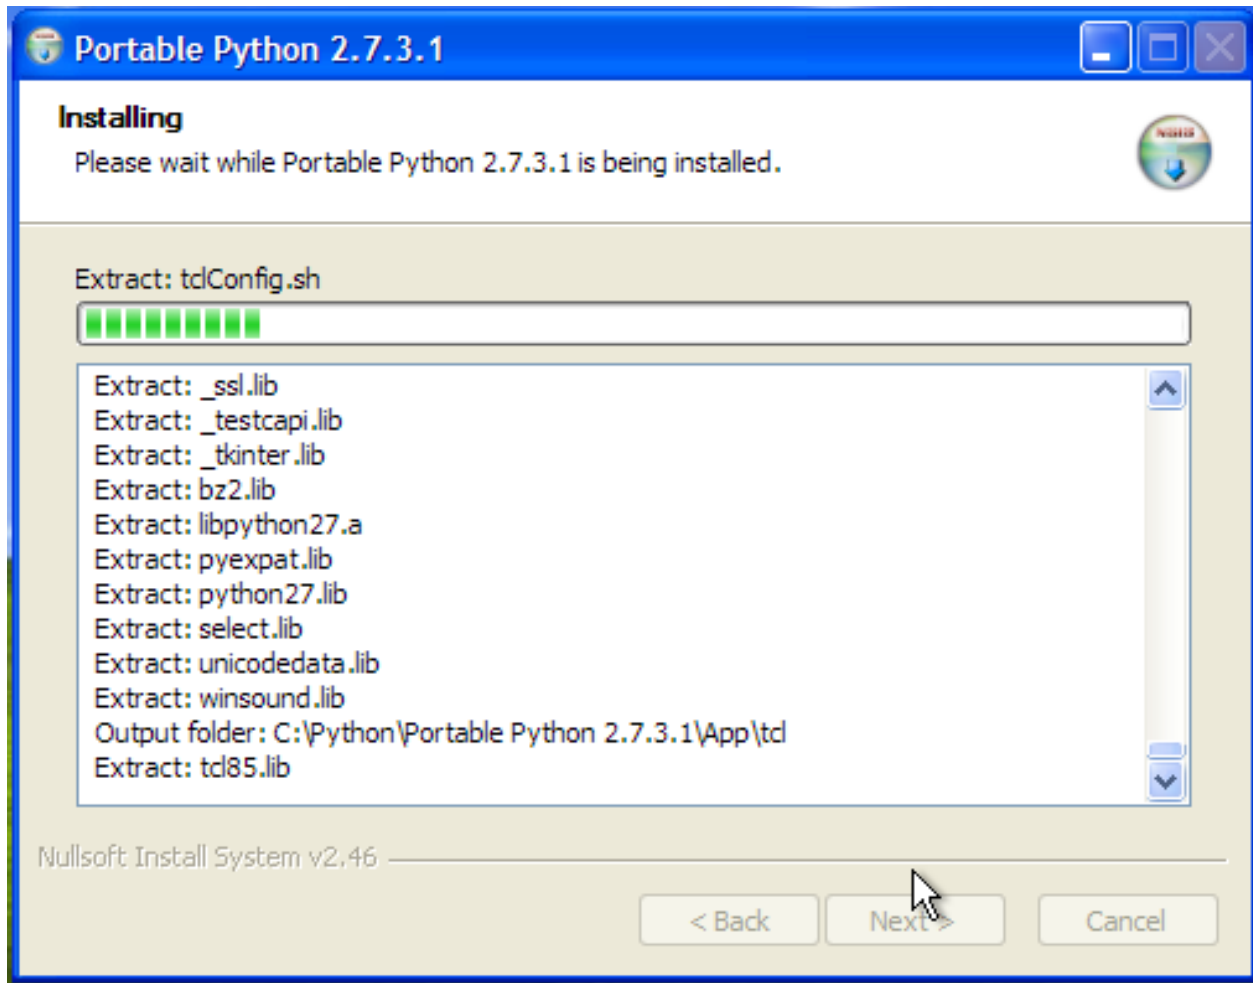 Portable Python 2.7.3.1
Installing
Please wait while Portable Python 2.7.3.1 is being installed.
Extract: tclConfig.sh
Extract: _ssl.lib
Extract: _testcapi.lib
Extract: _tkinter.lib
Extract: bz2.lib
Extract: libpython27.a
Extract: pyexpat.lib
Extract: python27.lib
Extract: select.lib
Extract: unicodedata.lib
Extract: winsound.lib
Output folder: C:\Python\Portable Python 2.7.3.1\App\tcl
Extract: tcl85.lib
Nullsoft Install System v2.46
< Back
Next >
Cancel